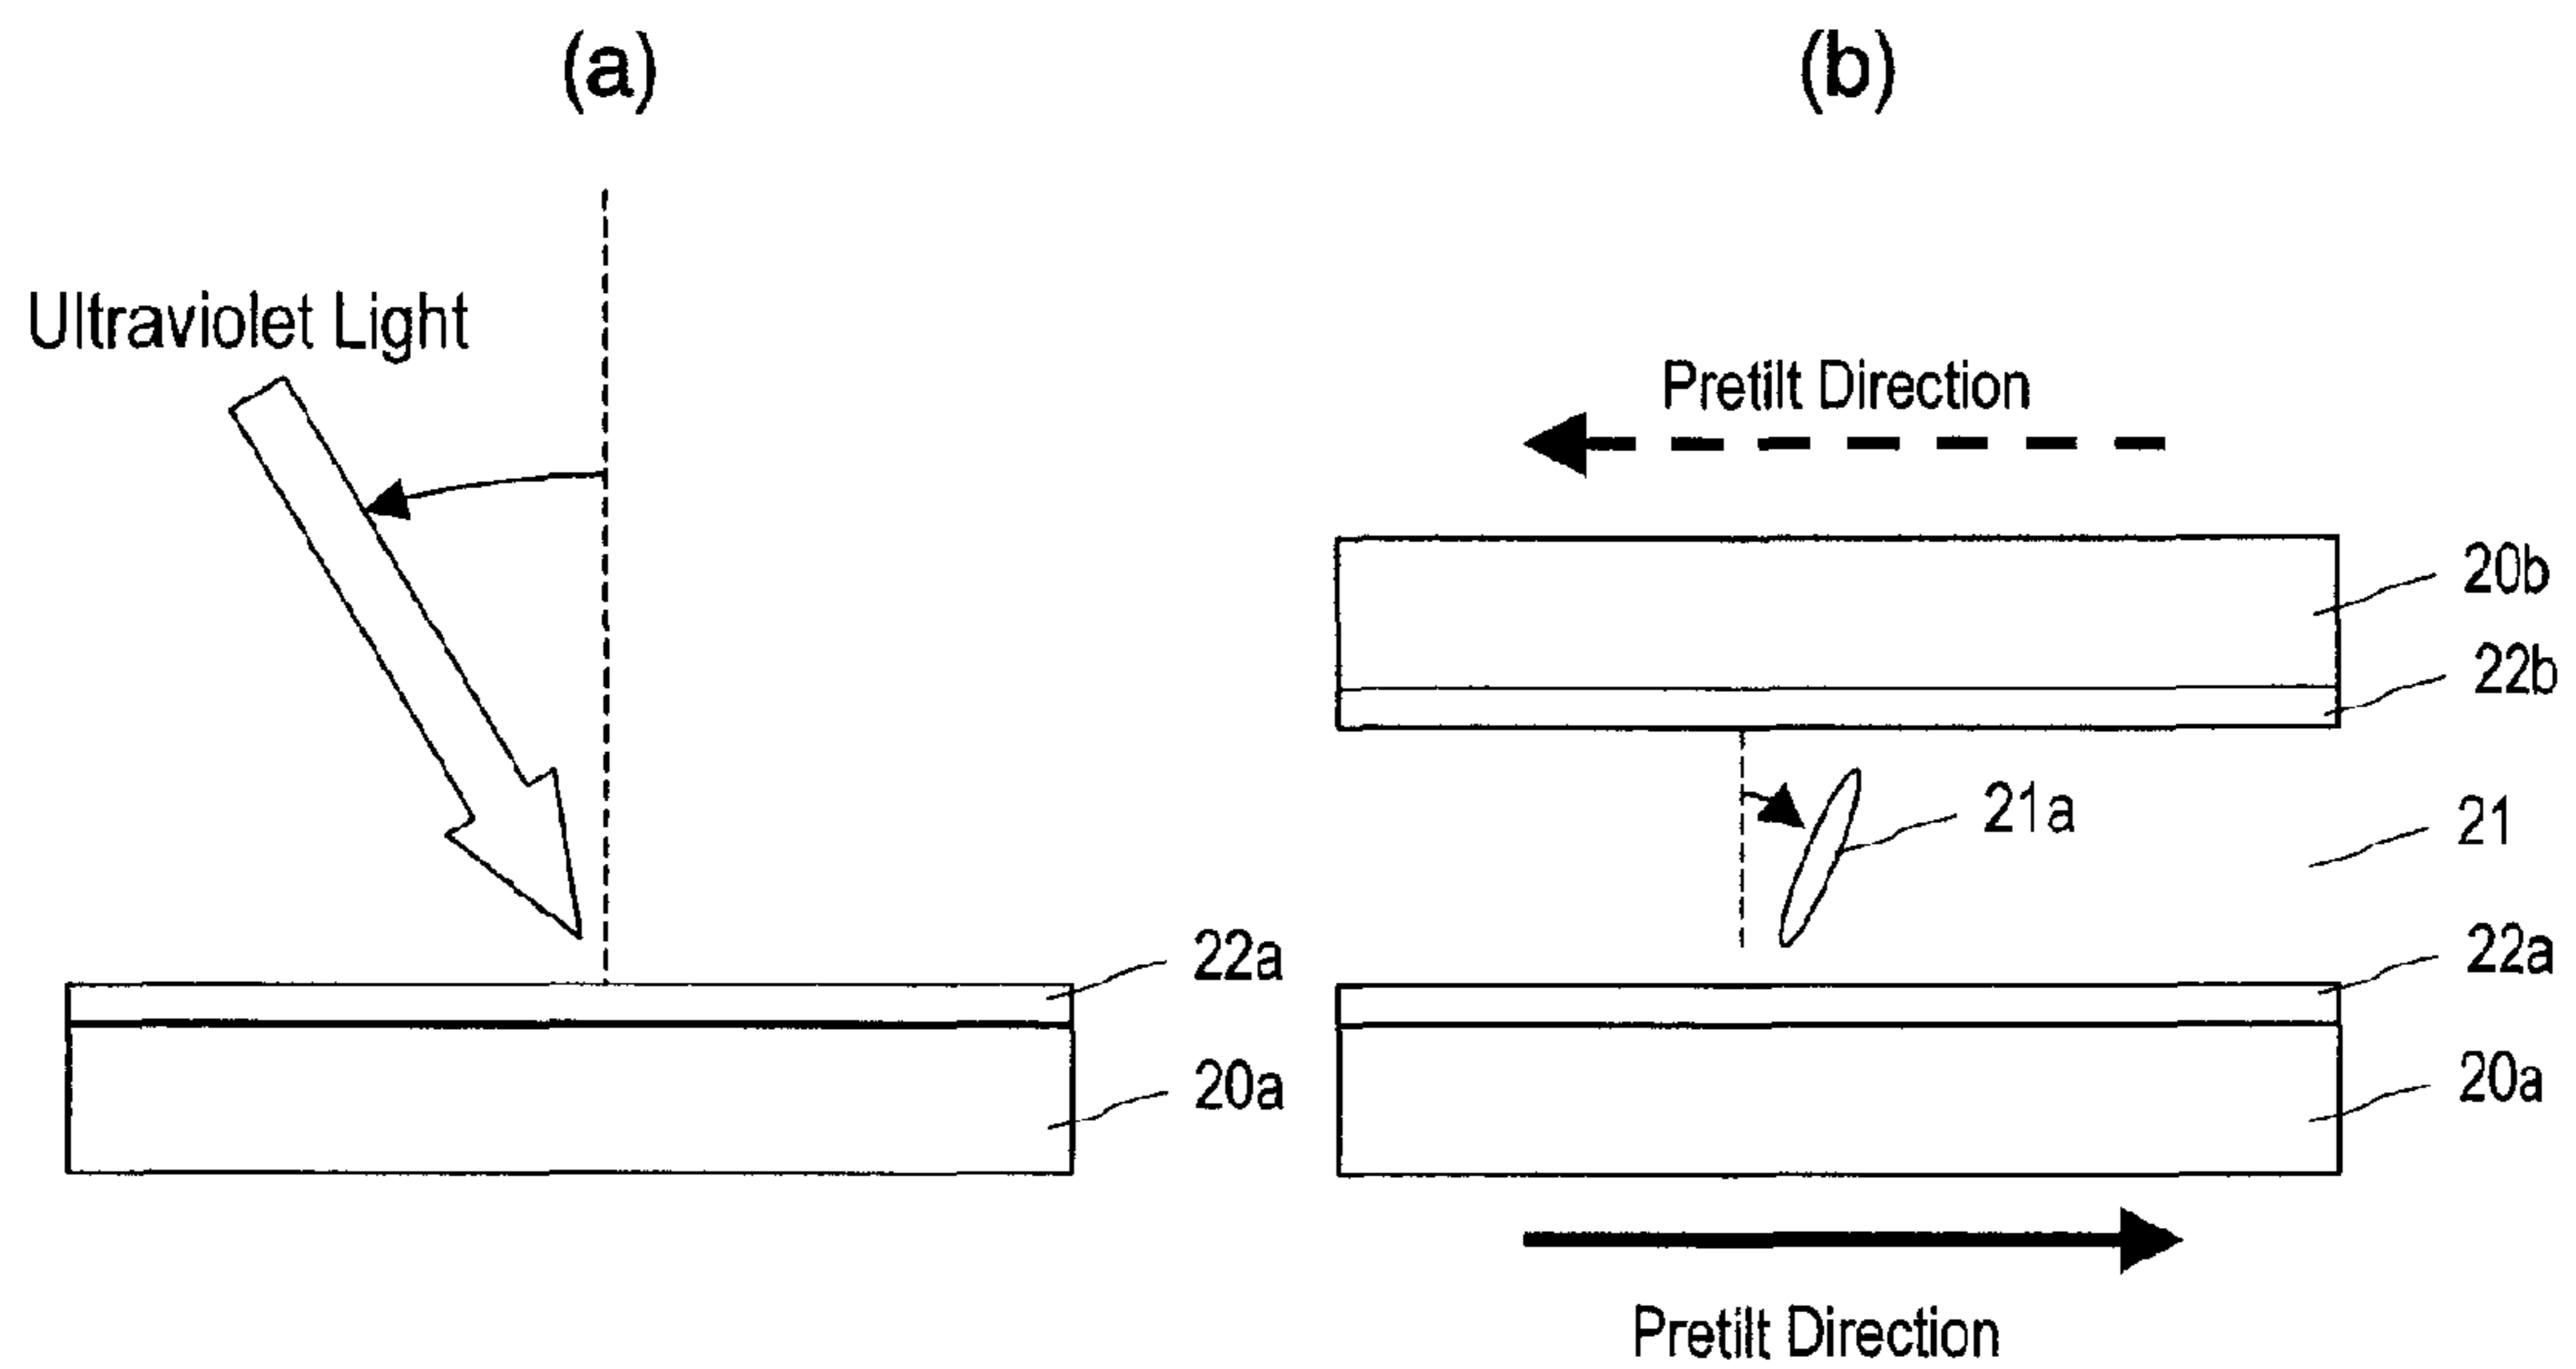 (a)
(b)
Ultraviolet Light
Pretilt Direction
20b
22b
21a
21
22a
22a
20a
20a
Pretilt Direction